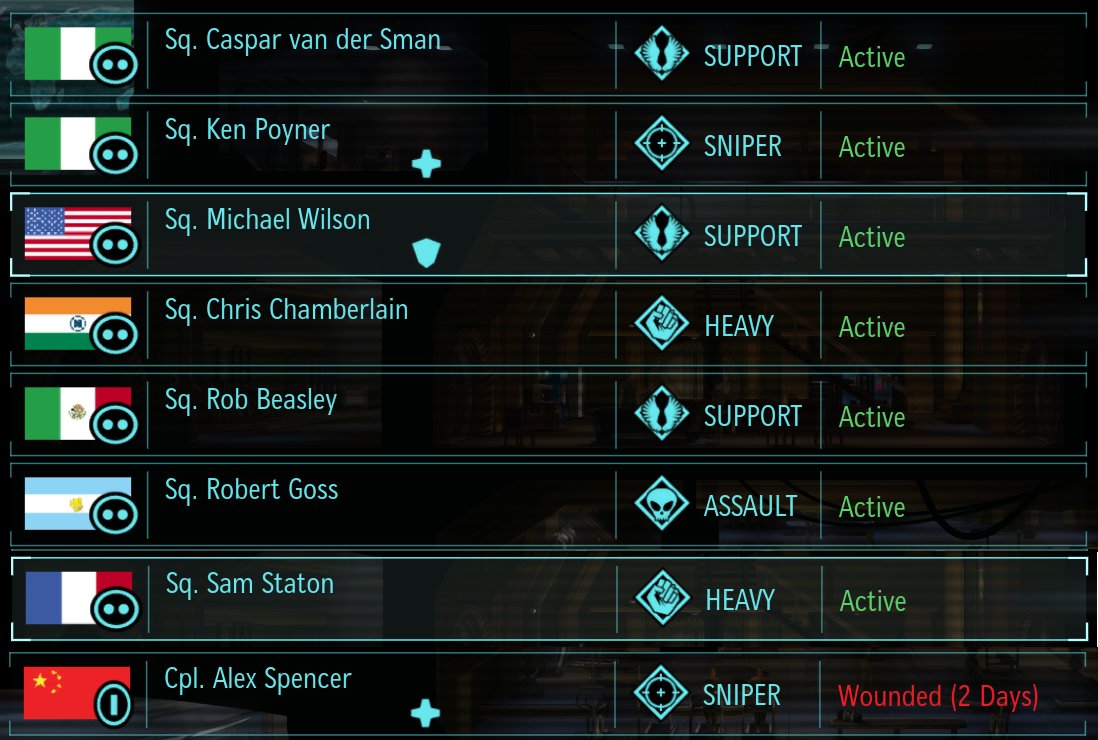 Sq. Caspar van der Sman SUPPORT Active
Sq. Ken Poyner SNIPER Active
Sq. Michael Wilson SUPPORT Active
Sq. Chris Chamberlain HEAVY Active
Sq. Rob Beasley SUPPORT Active
Sq. Robert Goss ASSAULT Active
Sq. Sam Staton HEAVY Active
Cpl. Alex Spencer SNIPER Wounded (2 Days)